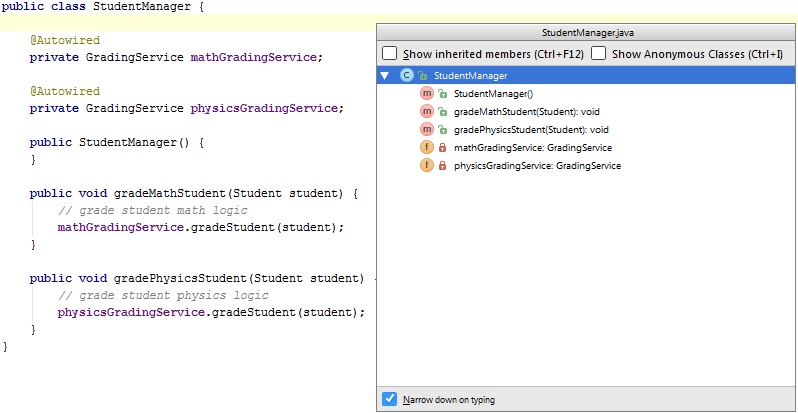 public class StudentManager {
@Autowired
private GradingService mathGradingService;
@Autowired
private GradingService physicsGradingService;
public StudentManager() {
}
public void gradeMathStudent(Student student) {
// grade student math logic
mathGradingService.gradeStudent(student);
}
public void gradePhysicsStudent(Student student)
// grade student physics logic
physicsGradingService.gradeStudent(student);
}
}
StudentManager.java
Show inherited members (Ctrl+F12) Show Anonymous Classes (Ctrl+I)
C StudentManager
m StudentManager()
m gradeMathStudent(Student): void
m gradePhysicsStudent(Student): void
f mathGradingService: GradingService
f physicsGradingService: GradingService
Narrow down on typing